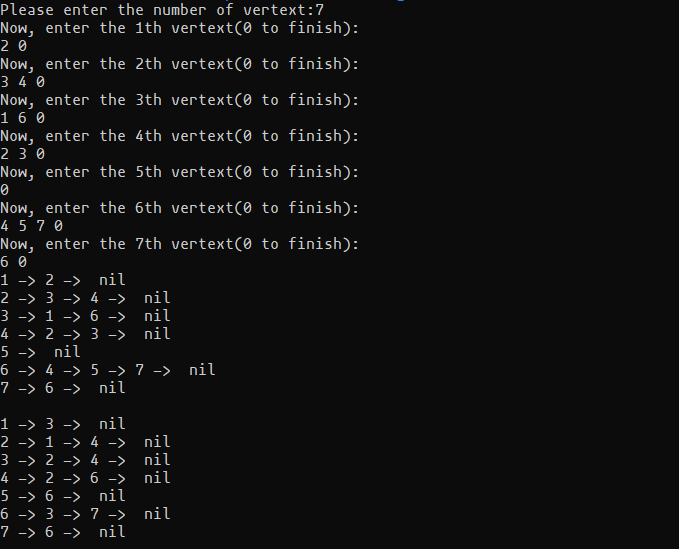 Please enter the number of vertext:7
Now, enter the 1th vertext(0 to finish):
2 0
Now, enter the 2th vertext(0 to finish):
3 4 0
Now, enter the 3th vertext(0 to finish):
1 6 0
Now, enter the 4th vertext(0 to finish):
2 3 0
Now, enter the 5th vertext(0 to finish):
0
Now, enter the 6th vertext(0 to finish):
4 5 7 0
Now, enter the 7th vertext(0 to finish):
6 0
1 -> 2 ->  nil
2 -> 3 -> 4 ->  nil
3 -> 1 -> 6 ->  nil
4 -> 2 -> 3 ->  nil
5 ->  nil
6 -> 4 -> 5 -> 7 ->  nil
7 -> 6 ->  nil

1 -> 3 ->  nil
2 -> 1 -> 4 ->  nil
3 -> 2 -> 4 ->  nil
4 -> 2 -> 6 ->  nil
5 -> 6 ->  nil
6 -> 3 -> 7 ->  nil
7 -> 6 ->  nil